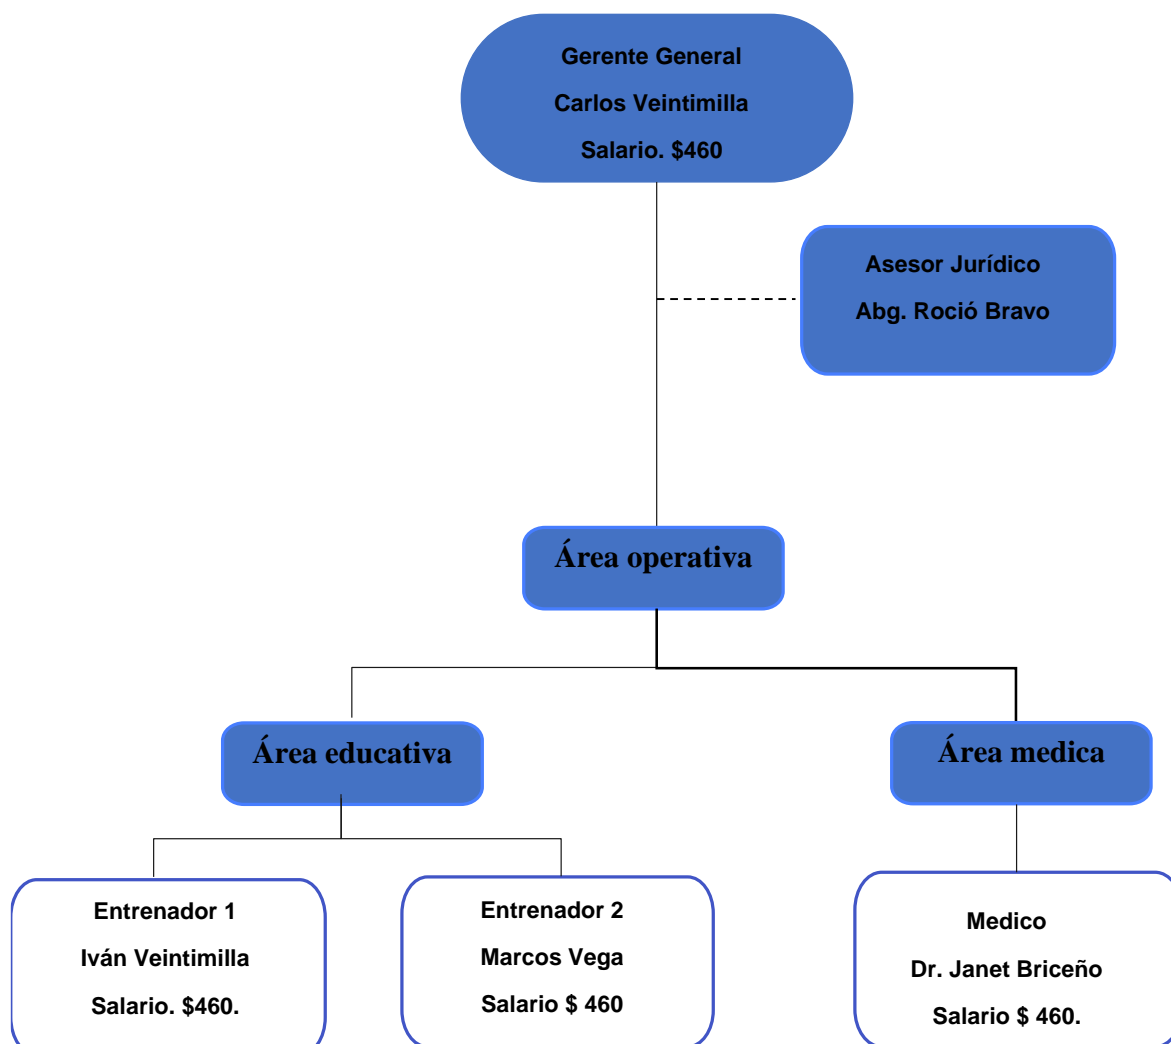 Gerente General
Carlos Veintimilla
Salario. $460
Asesor Jurídico
Abg. Roció Bravo
Área operativa
Área educativa
Área medica
Entrenador 1
Iván Veintimilla
Salario. $460.
Entrenador 2
Marcos Vega
Salario $ 460
Medico
Dr. Janet Briceño
Salario $ 460.